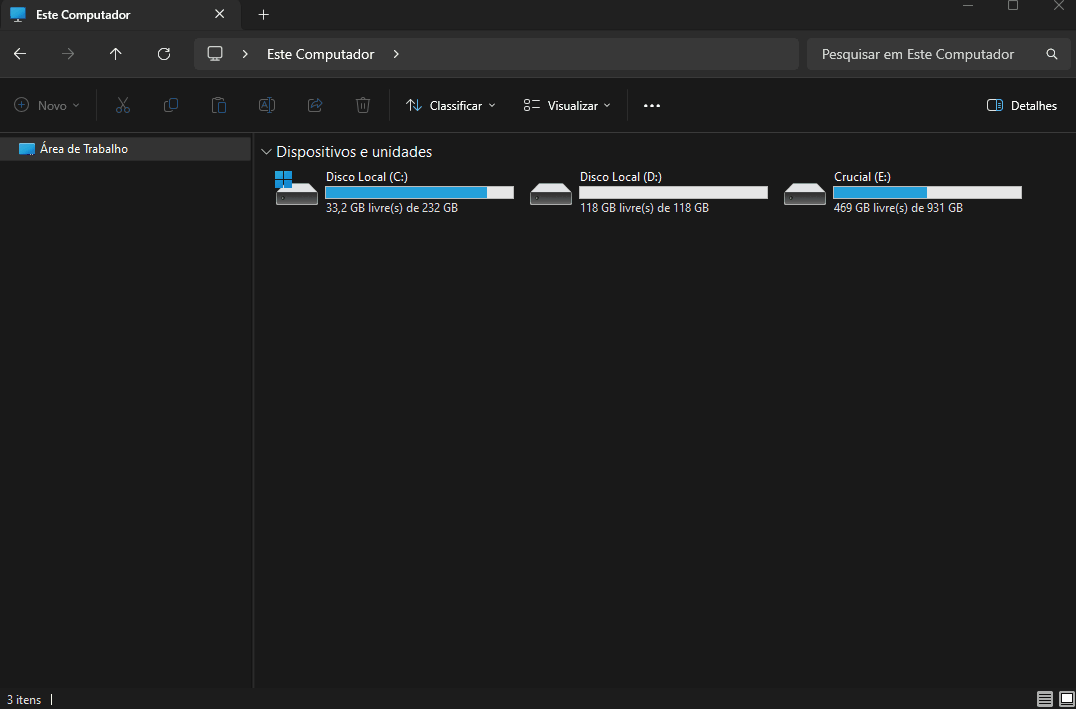 Este Computador
Este Computador
Pesquisar em Este Computador
Novo
Classificar
Visualizar
Detalhes
Área de Trabalho
Dispositivos e unidades
Disco Local (C:)
33,2 GB livre(s) de 232 GB
Disco Local (D:)
118 GB livre(s) de 118 GB
Crucial (E:)
469 GB livre(s) de 931 GB
3 itens